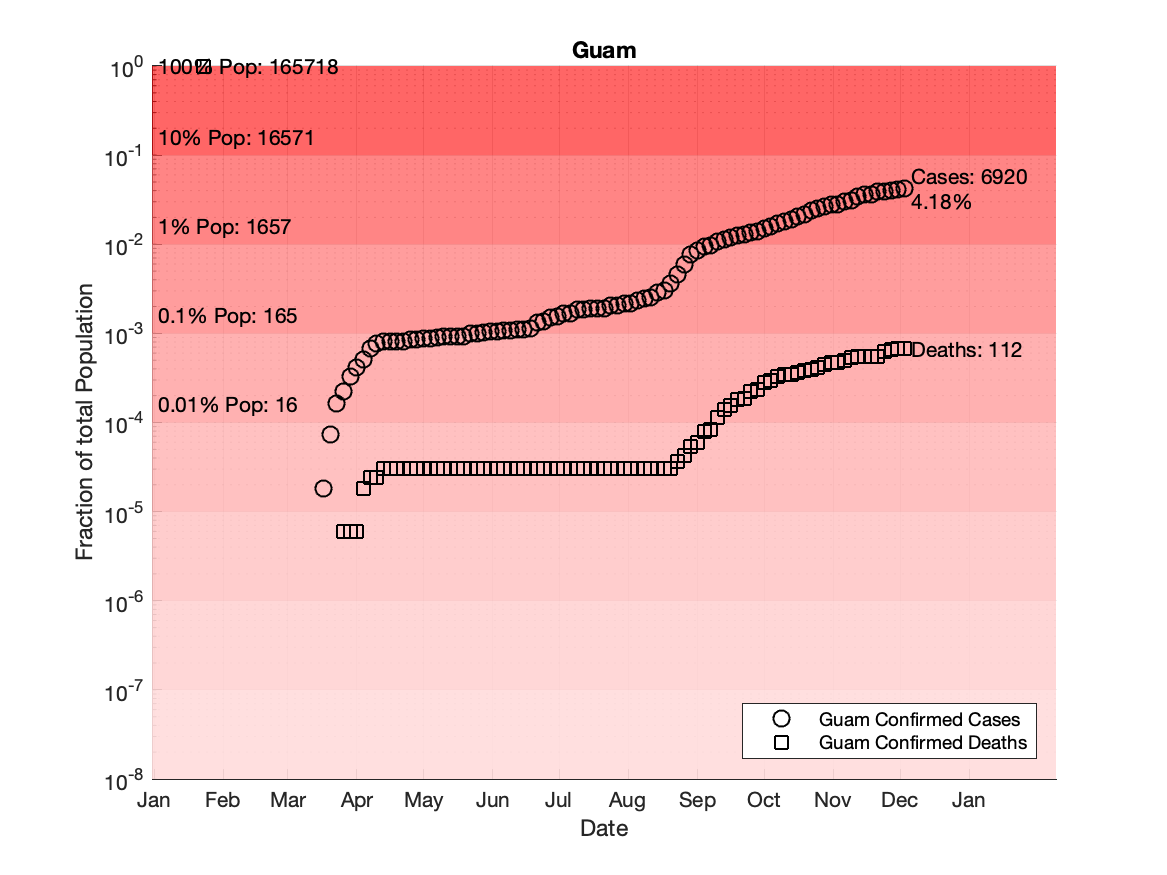 Guam
10^0
100% Pop: 165718
10% Pop: 16571
10^-1
Cases: 6920
4.18%
1% Pop: 1657
10^-2
0.1% Pop: 165
10^-3
Deaths: 112
0.01% Pop: 16
10^-4
10^-5
10^-6
10^-7
10^-8
Fraction of total Population
Guam Confirmed Cases
Guam Confirmed Deaths
Jan Feb Mar Apr May Jun Jul Aug Sep Oct Nov Dec Jan
Date